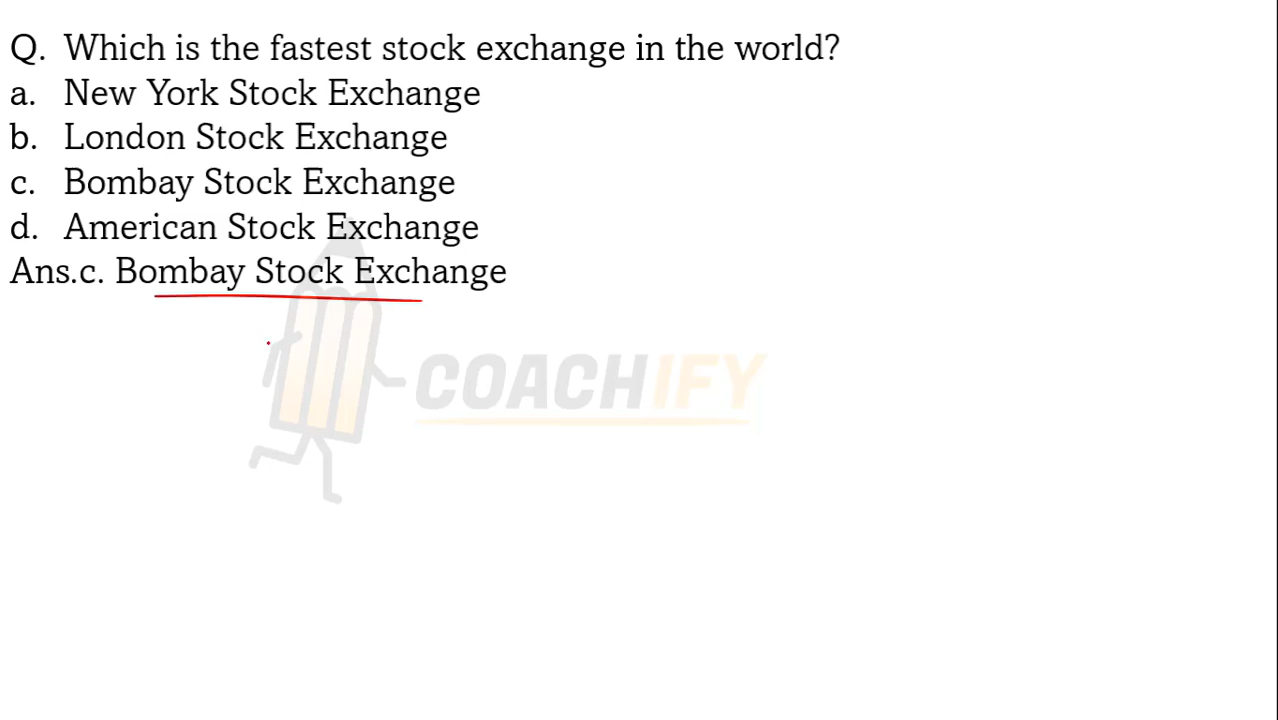 Q. Which is the fastest stock exchange in the world?
a. New York Stock Exchange
b. London Stock Exchange
c. Bombay Stock Exchange
d. American Stock Exchange
Ans.c. Bombay Stock Exchange
COACHIFY